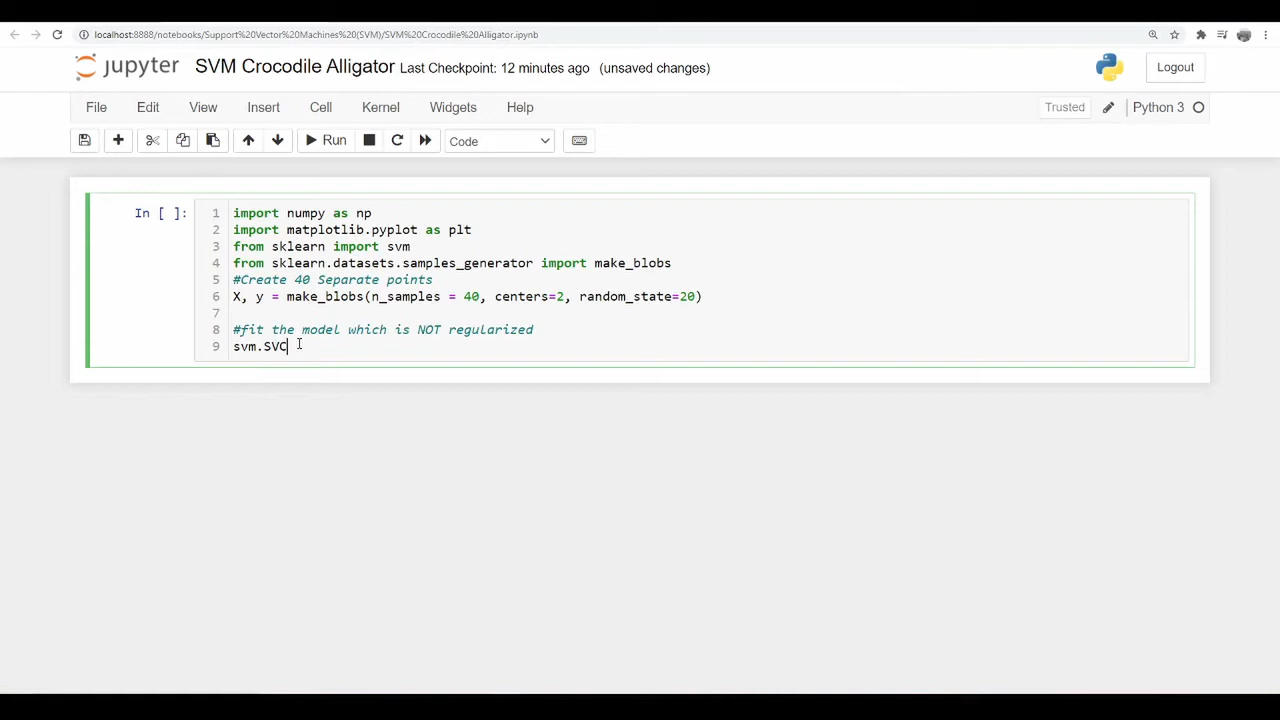 localhost:8888/notebooks/Support%20Vector%20Machines%20(SVM)/SVM%20Crocodile%20Alligator.ipynb
jupyter SVM Crocodile Alligator Last Checkpoint: 12 minutes ago (unsaved changes) Logout
File Edit View Insert Cell Kernel Widgets Help Trusted Python 3
Run Code
In [ ]: 1 import numpy as np
2 import matplotlib.pyplot as plt
3 from sklearn import svm
4 from sklearn.datasets.samples_generator import make_blobs
5 #Create 40 Separate points
6 X, y = make_blobs(n_samples = 40, centers=2, random_state=20)
7
8 #fit the model which is NOT regularized
9 svm.SVC